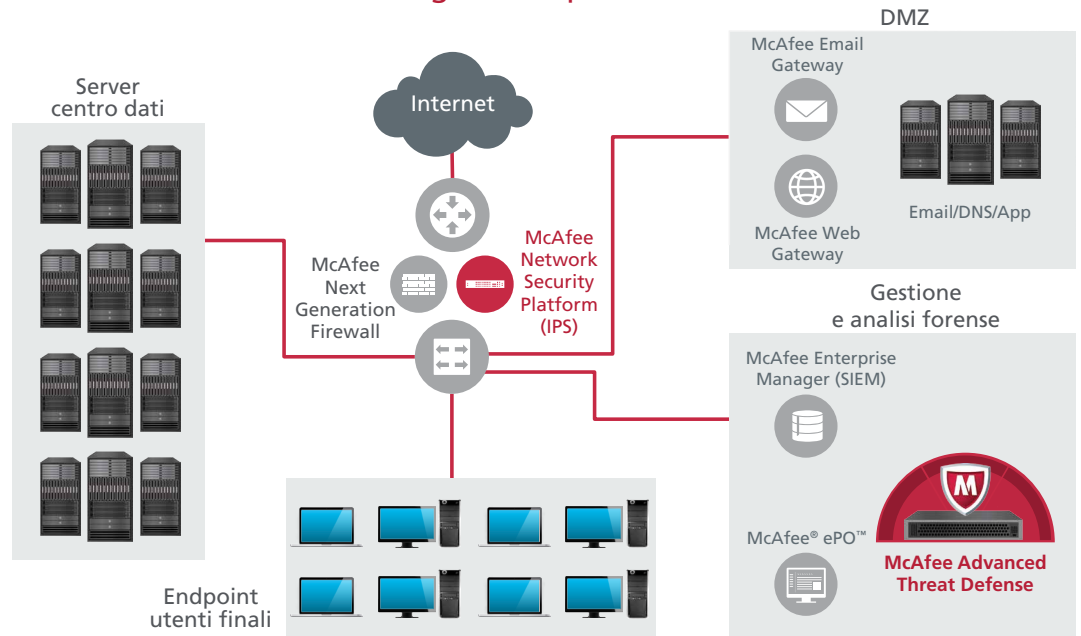 DMZ
McAfee Email
Gateway
McAfee Web
Gateway
Email/DNS/App
Server
centro dati
Internet
McAfee
Next
Generation
Firewall
McAfee
Network
Security
Platform
(IPS)
Gestione
e analisi forense
McAfee Enterprise
Manager (SIEM)
McAfee® ePO™
McAfee Advanced
Threat Defense
Endpoint
utenti finali